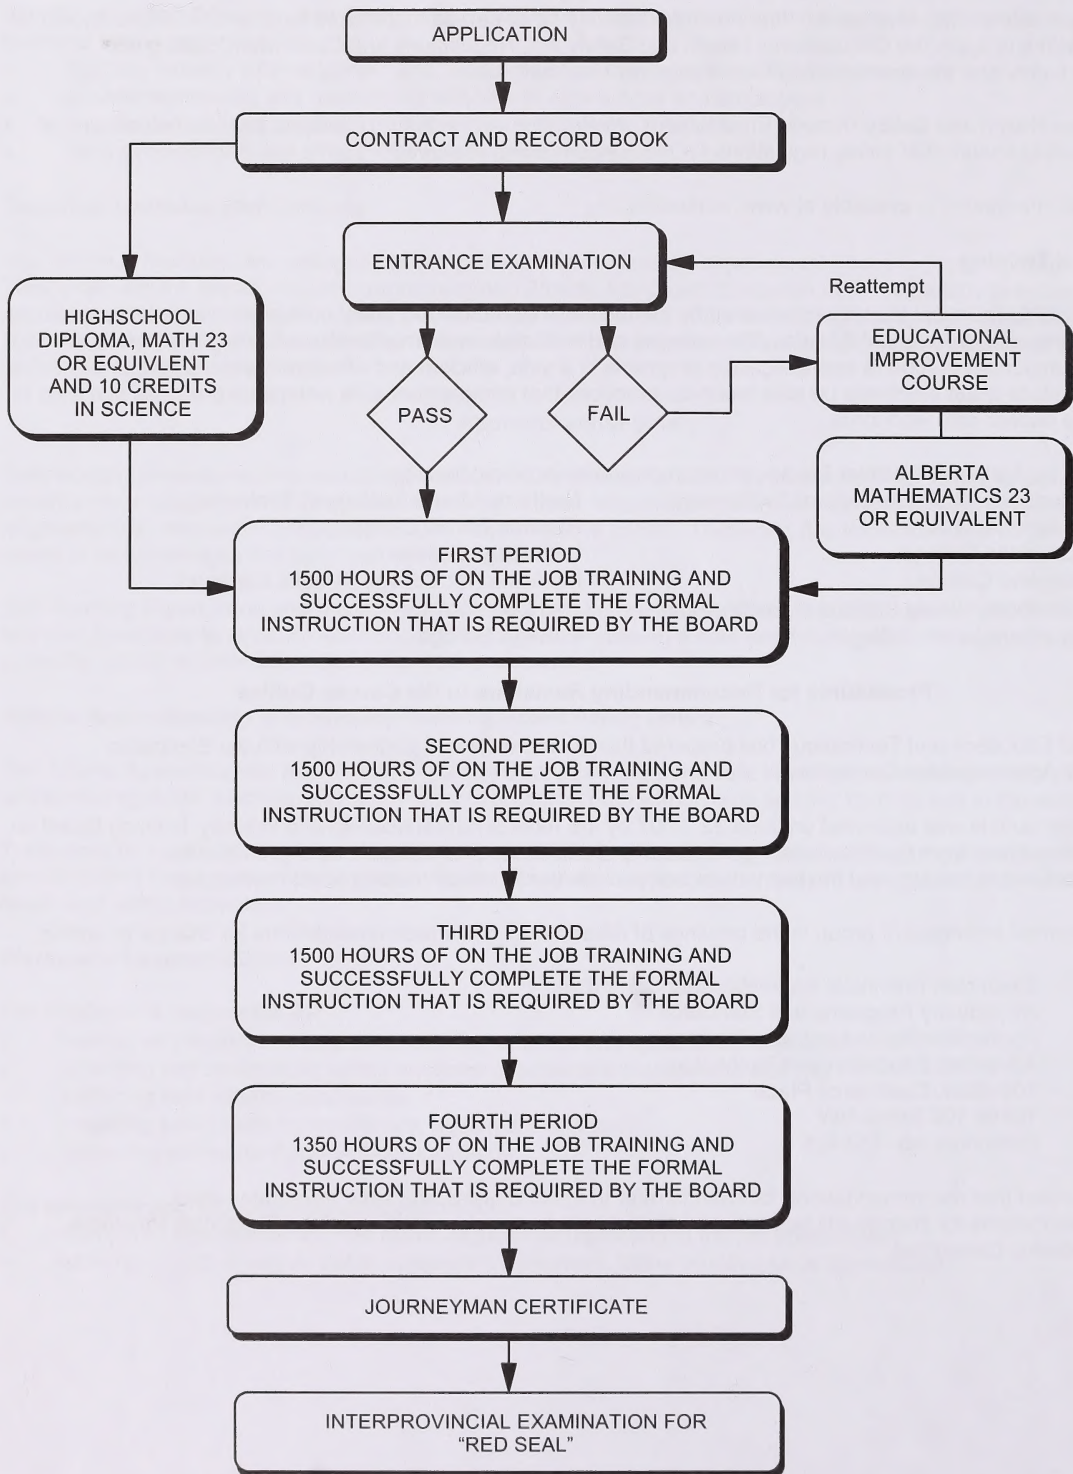 APPLICATION
CONTRACT AND RECORD BOOK
ENTRANCE EXAMINATION
Reattempt
HIGHSCHOOL
DIPLOMA, MATH 23
OR EQUIVLENT
AND 10 CREDITS
IN SCIENCE
PASS
FAIL
EDUCATIONAL
IMPROVEMENT
COURSE
ALBERTA
MATHEMATICS 23
OR EQUIVALENT
FIRST PERIOD
1500 HOURS OF ON THE JOB TRAINING AND
SUCCESSFULLY COMPLETE THE FORMAL
INSTRUCTION THAT IS REQUIRED BY THE BOARD
SECOND PERIOD
1500 HOURS OF ON THE JOB TRAINING AND
SUCCESSFULLY COMPLETE THE FORMAL
INSTRUCTION THAT IS REQUIRED BY THE BOARD
THIRD PERIOD
1500 HOURS OF ON THE JOB TRAINING AND
SUCCESSFULLY COMPLETE THE FORMAL
INSTRUCTION THAT IS REQUIRED BY THE BOARD
FOURTH PERIOD
1350 HOURS OF ON THE JOB TRAINING AND
SUCCESSFULLY COMPLETE THE FORMAL
INSTRUCTION THAT IS REQUIRED BY THE BOARD
JOURNEYMAN CERTIFICATE
INTERPROVINCIAL EXAMINATION FOR
"RED SEAL"